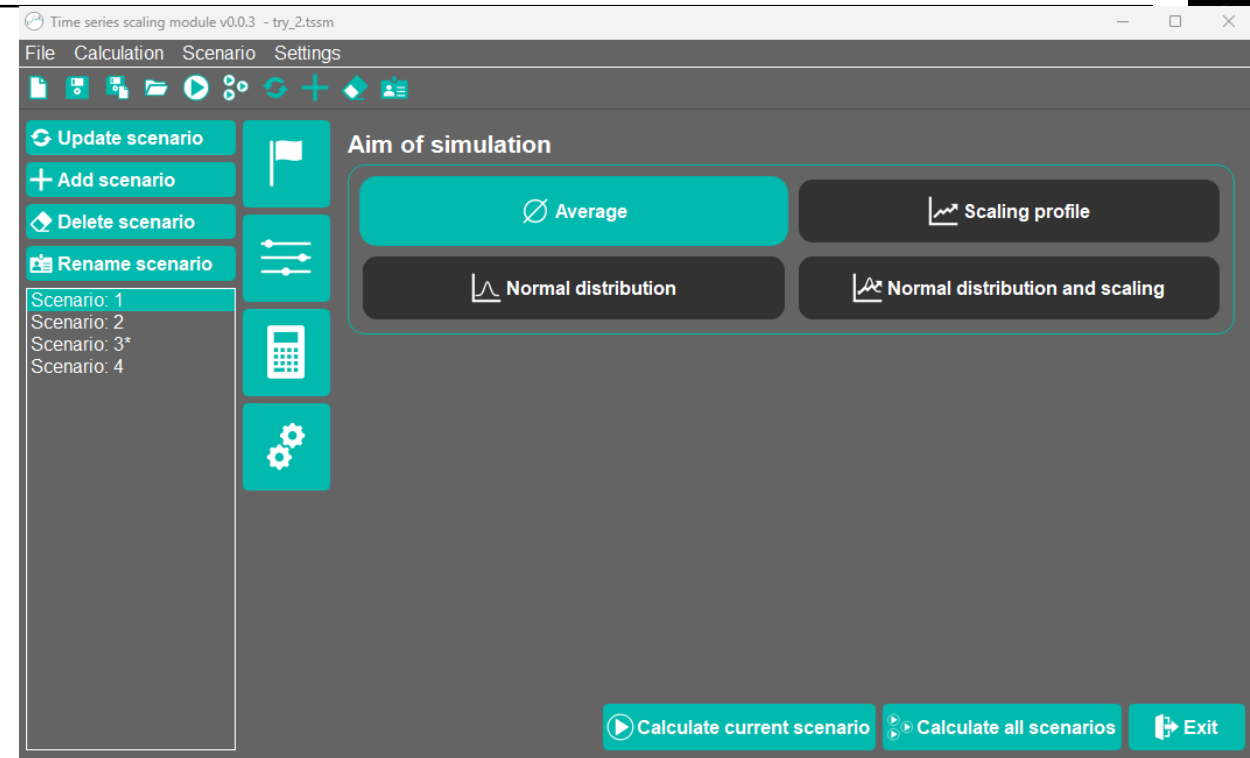 Time series scaling module v0.0.3 - try_2.tssm
File Calculation Scenario Settings
Update scenario
Add scenario
Delete scenario
Rename scenario
Scenario: 1
Scenario: 2
Scenario: 3*
Scenario: 4
Aim of simulation
Average
Scaling profile
Normal distribution
Normal distribution and scaling
Calculate current scenario
Calculate all scenarios
Exit